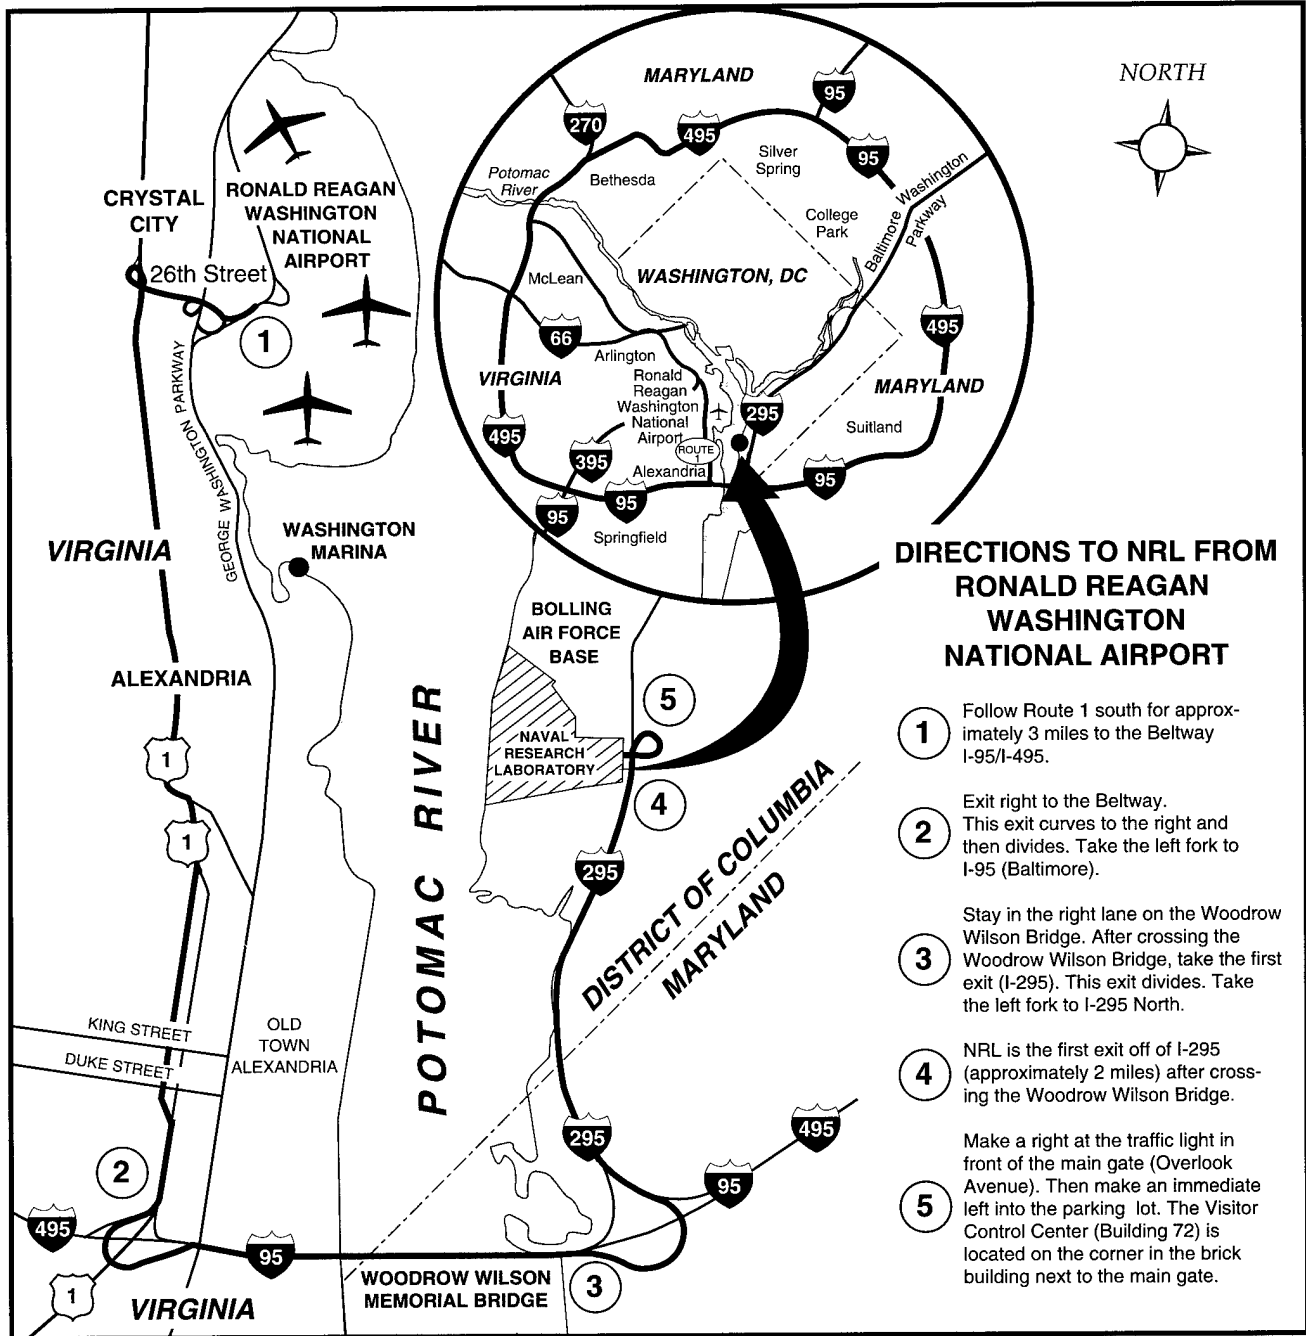 NORTH
MARYLAND
95
270
495
95
Silver
Spring
Potomac
River
Bethesda
Washington
Baltimore
Parkway
College
Park
McLean
WASHINGTON, DC
66
495
Arlington
VIRGINIA
Ronald
Reagan
Washington
National
Airport
MARYLAND
295
Suitland
495
395
ROUTE
1
Alexandria
95
95
95
Springfield
CRYSTAL
CITY
RONALD REAGAN
WASHINGTON
NATIONAL
AIRPORT
26th Street
1
GEORGE WASHINGTON PARKWAY
WASHINGTON
MARINA
VIRGINIA
ALEXANDRIA
1
1
BOLLING
AIR FORCE
BASE
5
NAVAL
RESEARCH
LABORATORY
4
POTOMAC RIVER
295
DISTRICT OF COLUMBIA
MARYLAND
KING STREET
DUKE STREET
OLD
TOWN
ALEXANDRIA
295
495
95
2
495
95
1
VIRGINIA
WOODROW WILSON
MEMORIAL BRIDGE
3
DIRECTIONS TO NRL FROM
RONALD REAGAN
WASHINGTON
NATIONAL AIRPORT
1
Follow Route 1 south for approx-
imately 3 miles to the Beltway
I-95/I-495.
2
Exit right to the Beltway.
This exit curves to the right and
then divides. Take the left fork to
I-95 (Baltimore).
3
Stay in the right lane on the Woodrow
Wilson Bridge. After crossing the
Woodrow Wilson Bridge, take the first
exit (I-295). This exit divides. Take
the left fork to I-295 North.
4
NRL is the first exit off of I-295
(approximately 2 miles) after cross-
ing the Woodrow Wilson Bridge.
5
Make a right at the traffic light in
front of the main gate (Overlook
Avenue). Then make an immediate
left into the parking lot. The Visitor
Control Center (Building 72) is
located on the corner in the brick
building next to the main gate.